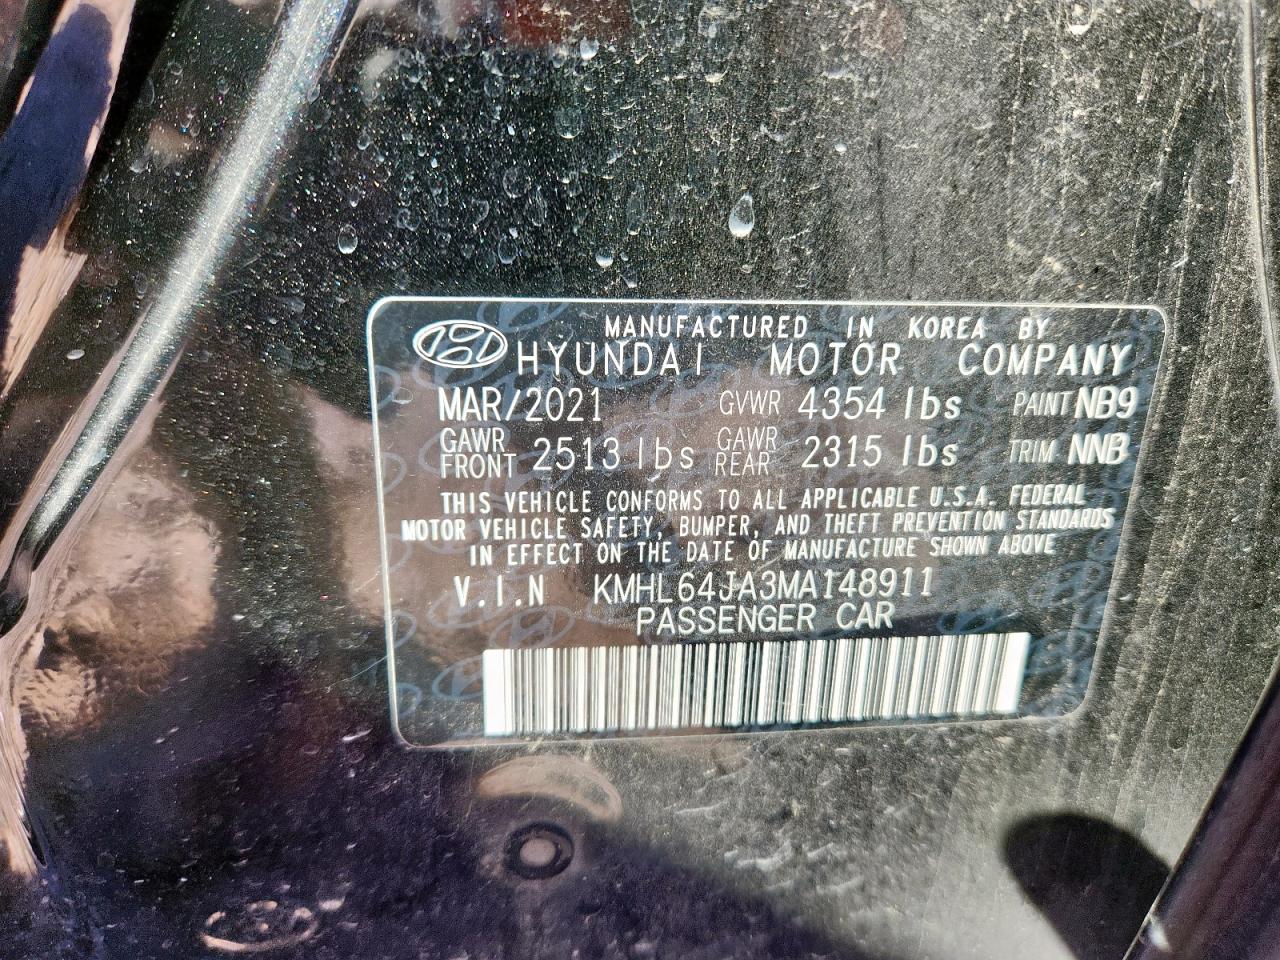 MANUFACTURED IN KOREA BY
HYUNDAI MOTOR COMPANY
MAR/2021 GVWR 4354 lbs PAINT NB9
GAWR FRONT 2513 lbs GAWR REAR 2315 lbs TRIM NNB
THIS VEHICLE CONFORMS TO ALL APPLICABLE U.S.A. FEDERAL
MOTOR VEHICLE SAFETY, BUMPER, AND THEFT PREVENTION STANDARDS
IN EFFECT ON THE DATE OF MANUFACTURE SHOWN ABOVE
V.I.N KMHL64JA3MA148911
PASSENGER CAR